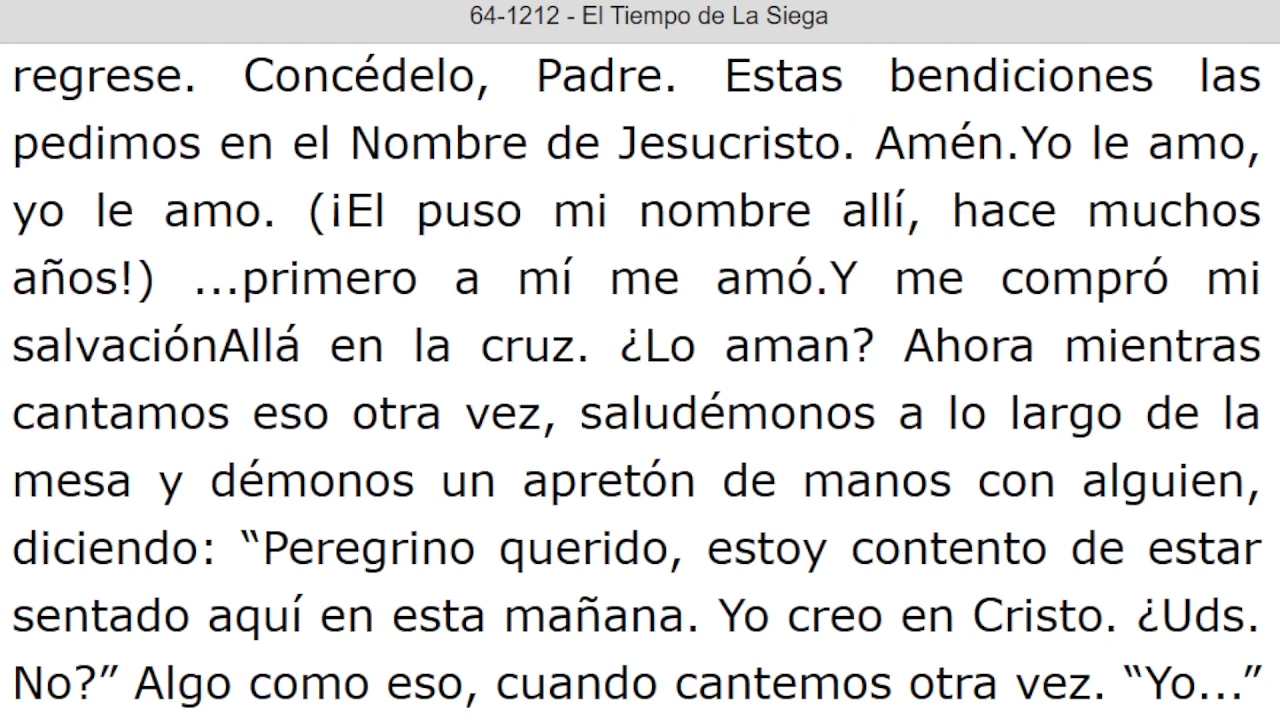 64-1212 - El Tiempo de La Siega
regrese. Concédelo, Padre. Estas bendiciones las
pedimos en el Nombre de Jesucristo. Amén.Yo le amo,
yo le amo. (¡El puso mi nombre allí, hace muchos
años!) ...primero a mí me amó.Y me compró mi
salvaciónAllá en la cruz. ¿Lo aman? Ahora mientras
cantamos eso otra vez, saludémonos a lo largo de la
mesa y démonos un apretón de manos con alguien,
diciendo: “Peregrino querido, estoy contento de estar
sentado aquí en esta mañana. Yo creo en Cristo. ¿Uds.
No?” Algo como eso, cuando cantemos otra vez. “Yo...”